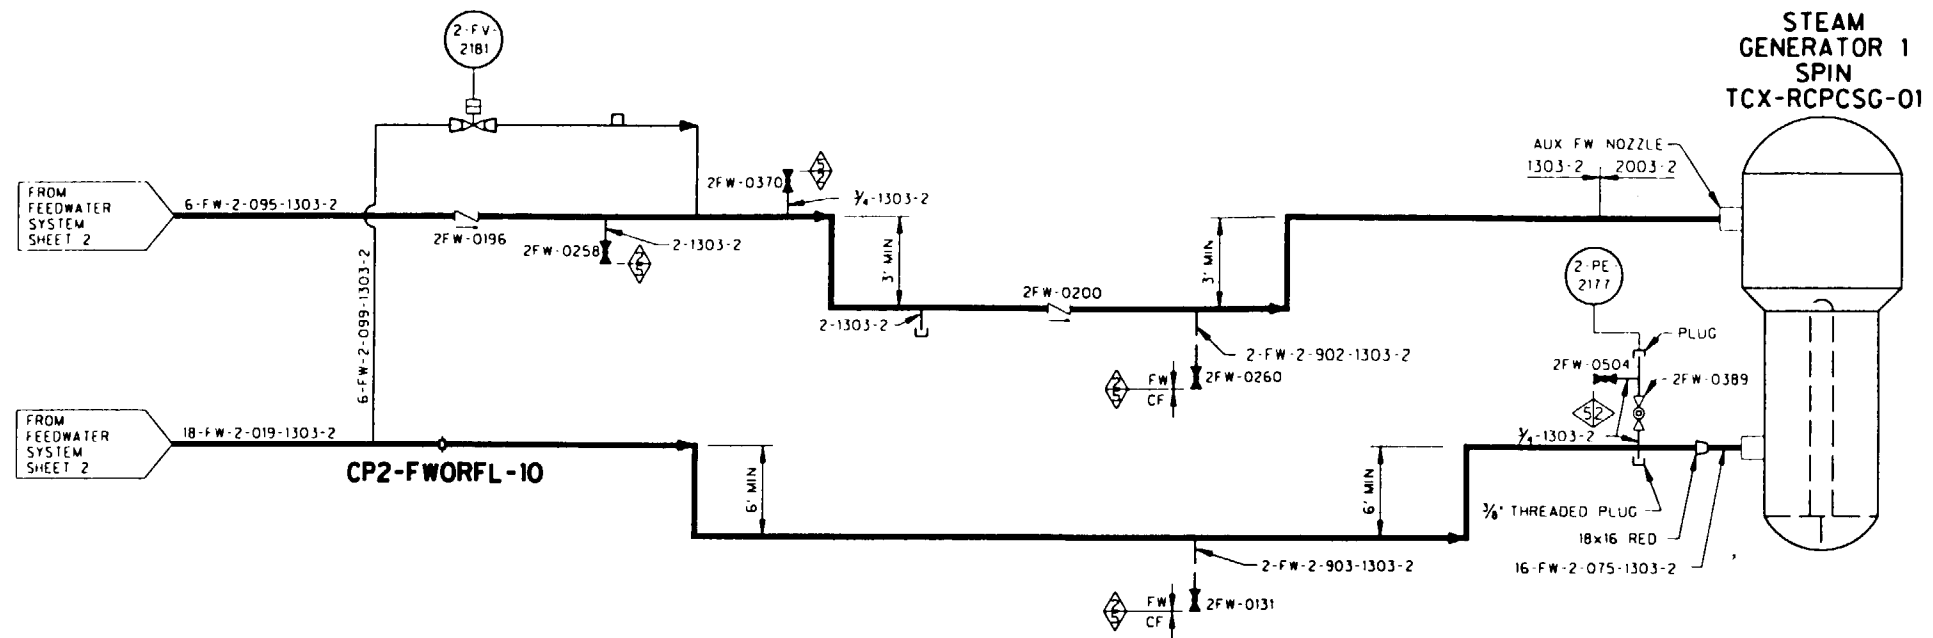 2-FV-
2181
STEAM
GENERATOR 1
SPIN
TCX-RCPCSG-01
AUX FW NOZZLE
1303-2
2003-2
FROM
FEEDWATER
SYSTEM
SHEET 2
6-FW-2-095-1303-2
2FW-0196
2FW-0258
2-1303-2
2FW-0370
3/4-1303-2
3' MIN
3' MIN
2FW-0200
2-1303-2
2-FW-2-902-1303-2
2FW-0260
FW
CF
6-FW-2-099-1303-2
2-PE-
2177
PLUG
2FW-0504
2FW-0389
52
3/4-1303-2
FROM
FEEDWATER
SYSTEM
SHEET 2
18-FW-2-019-1303-2
CP2-FWORFL-10
6' MIN
6' MIN
3/8" THREADED PLUG
18x16 RED
16-FW-2-075-1303-2
2-FW-2-903-1303-2
2FW-0131
FW
CF